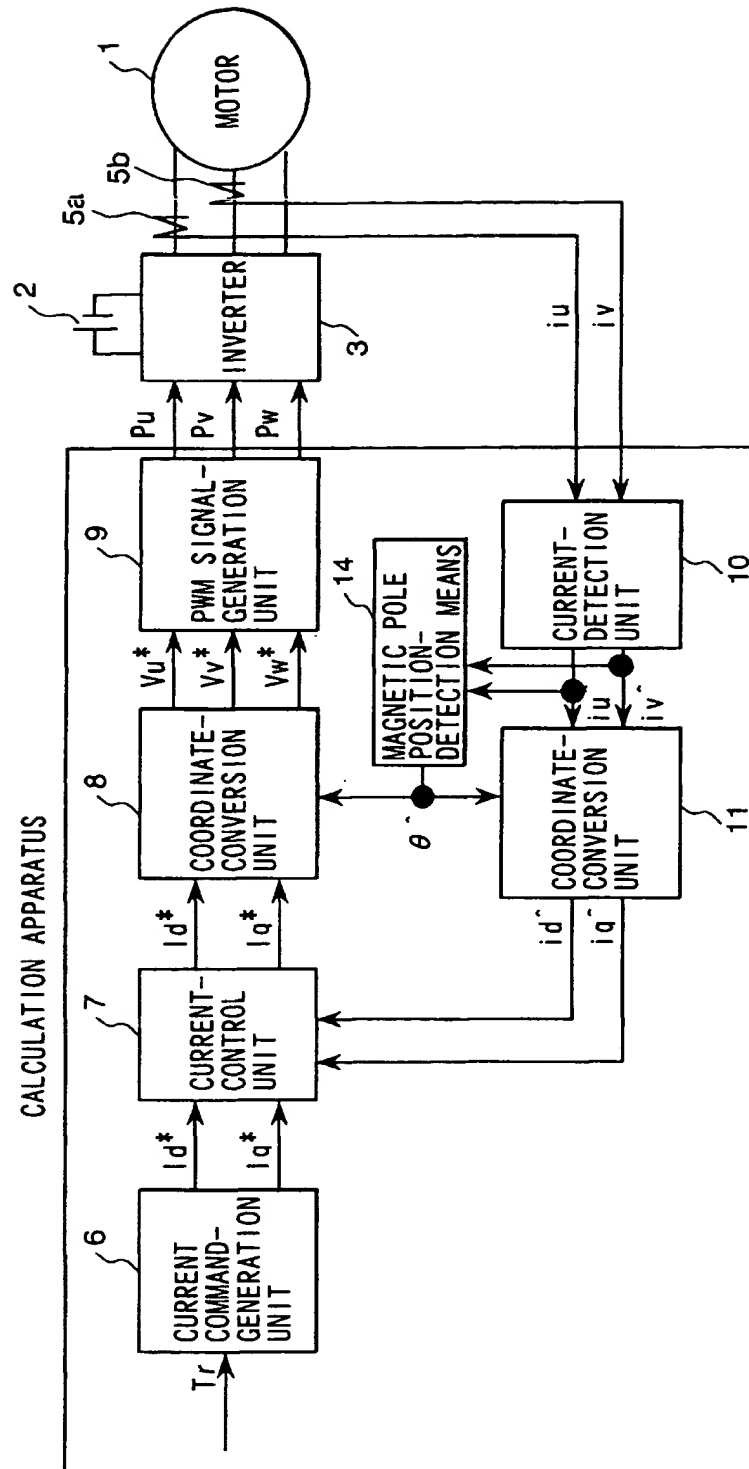 CALCULATION APPARATUS
Tr
6
CURRENT
COMMAND-
GENERATION
UNIT
Id*
Iq*
7
CURRENT-
CONTROL
UNIT
Id*
Iq*
8
COORDINATE-
CONVERSION
UNIT
Vu*
Vv*
Vw*
9
PWM SIGNAL-
GENERATION
UNIT
Pu
Pv
Pw
2
INVERTER
3
5a
5b
1
MOTOR
iu
iv
14
MAGNETIC POLE
POSITION-
DETECTION MEANS
θ^
CURRENT-
DETECTION
UNIT
10
iu^
iv^
COORDINATE-
CONVERSION
UNIT
11
id^
iq^